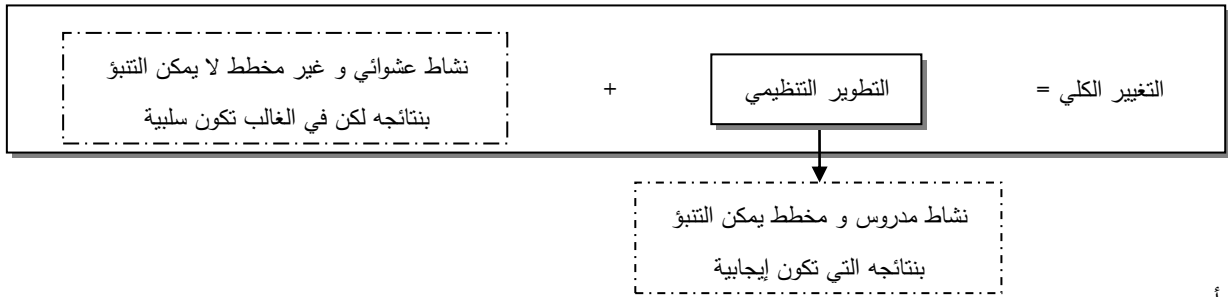 التغيير الكلي = التطوير التنظيمي + نشاط عشوائي و غير مخطط لا يمكن التنبؤ
بنتائجه لكن في الغالب تكون سلبية
نشاط مدروس و مخطط يمكن التنبؤ
بنتائجه التي تكون إيجابية